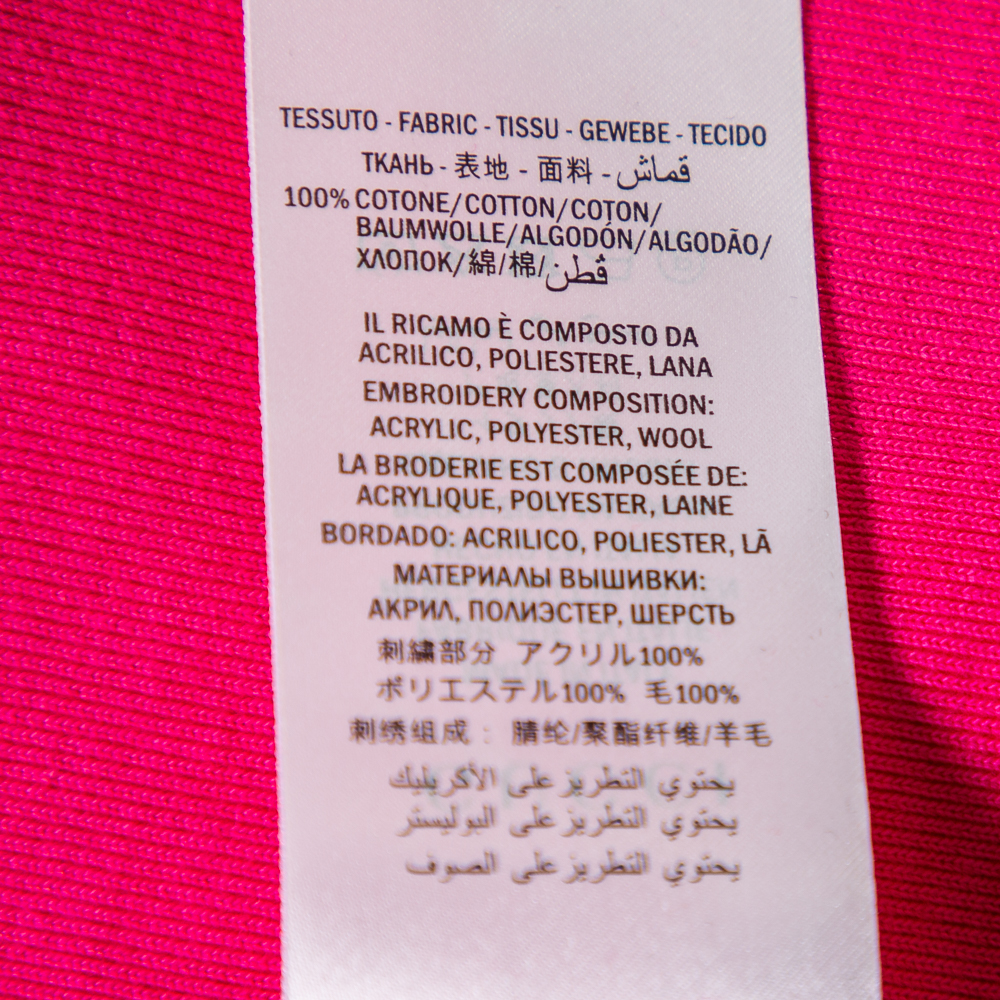 TESSUTO - FABRIC - TISSU - GEWEBE - TECIDO
ТКАНЬ - 表地 - 面料 - قماش
100% COTONE/COTTON/COTON/
BAUMWOLLE/ALGODÓN/ALGODÃO/
ХЛОПОК/綿/棉/قطن
IL RICAMO È COMPOSTO DA
ACRILICO, POLIESTERE, LANA
EMBROIDERY COMPOSITION:
ACRYLIC, POLYESTER, WOOL
LA BRODERIE EST COMPOSÉE DE:
ACRYLIQUE, POLYESTER, LAINE
BORDADO: ACRILICO, POLIESTER, LÃ
МАТЕРИАЛЫ ВЫШИВКИ:
АКРИЛ, ПОЛИЭСТЕР, ШЕРСТЬ
刺繍部分 アクリル100%
ポリエステル100% 毛100%
刺绣组成： 腈纶/聚酯纤维/羊毛
يحتوي التطريز على الأكريليك
يحتوي التطريز على البوليستر
يحتوي التطريز على الصوف